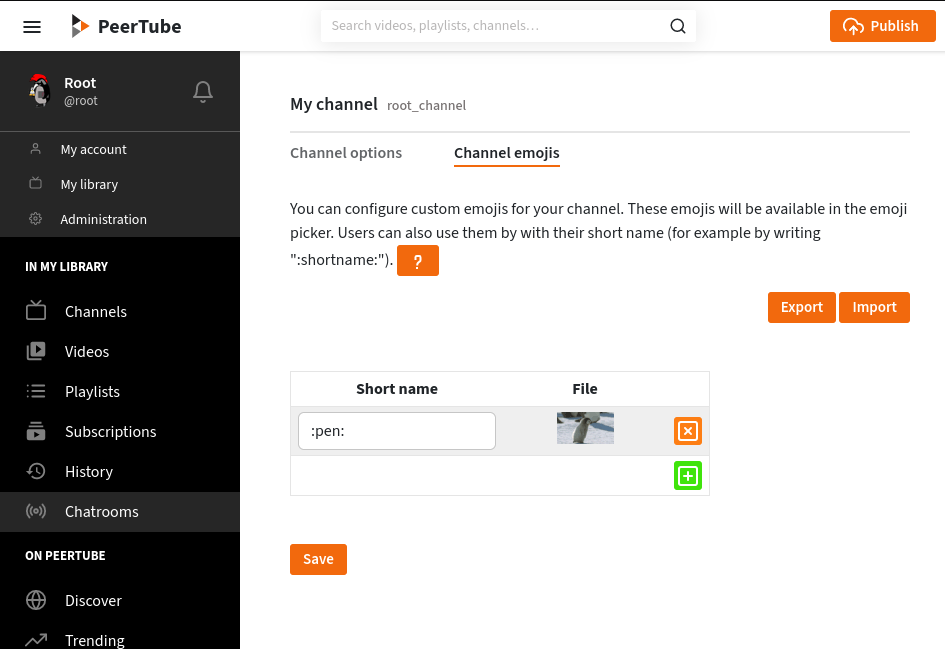 PeerTube
Search videos, playlists, channels…
Publish
Root
@root
My account
My library
Administration
IN MY LIBRARY
Channels
Videos
Playlists
Subscriptions
History
Chatrooms
ON PEERTUBE
Discover
Trending
My channel root_channel
Channel options Channel emojis
You can configure custom emojis for your channel. These emojis will be available in the emoji
picker. Users can also use them by with their short name (for example by writing
":shortname:"). ?
Export Import
Short name File
:pen:
Save